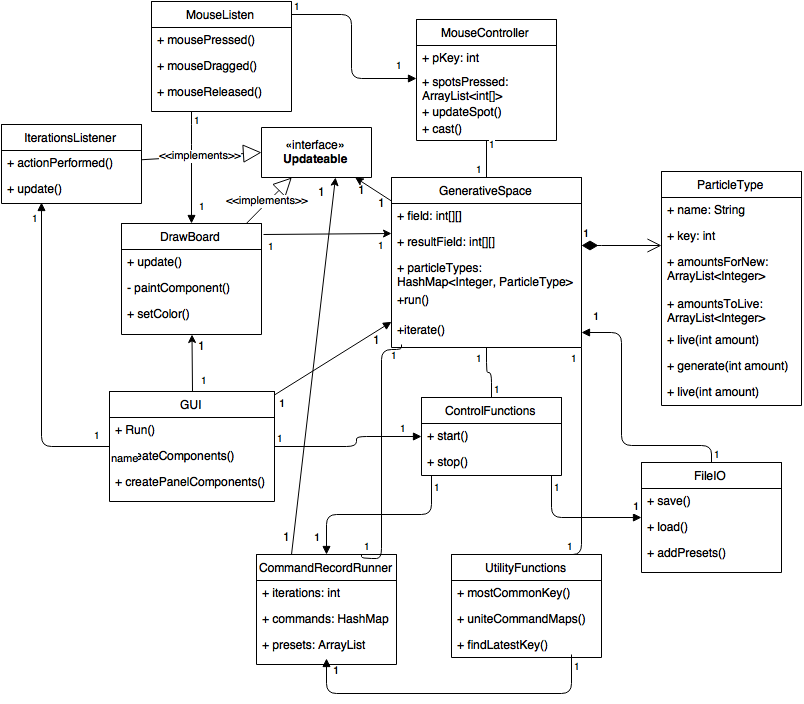 MouseListen
+ mousePressed()
+ mouseDragged()
+ mouseReleased()
1
1
MouseController
+ pKey: int
+ spotsPressed:
ArrayList<int[]>
+ updateSpot()
+ cast()
1
1
1
1
IterationsListener
+ actionPerformed()
+ update()
1
<<implements>>
«interface»
Updateable
<<implements>>
1
1
1
GenerativeSpace
+ field: int[][]
+ resultField: int[][]
+ particleTypes:
HashMap<Integer, ParticleType>
+run()
+iterate()
1
1
ParticleType
+ name: String
+ key: int
+ amountsForNew:
ArrayList<Integer>
+ amountsToLive:
ArrayList<Integer>
+ live(int amount)
+ generate(int amount)
+ live(int amount)
DrawBoard
+ update()
- paintComponent()
+ setColor()
1
1
1
1
1
1
1
1
1
GUI
+ Run()
name
eateComponents()
+ createPanelComponents()
1
1
1
1
ControlFunctions
+ start()
+ stop()
1
1
1
1
FileIO
+ save()
+ load()
+ addPresets()
1
1
1
1
1
CommandRecordRunner
+ iterations: int
+ commands: HashMap
+ presets: ArrayList
UtilityFunctions
+ mostCommonKey()
+ uniteCommandMaps()
+ findLatestKey()
1
1